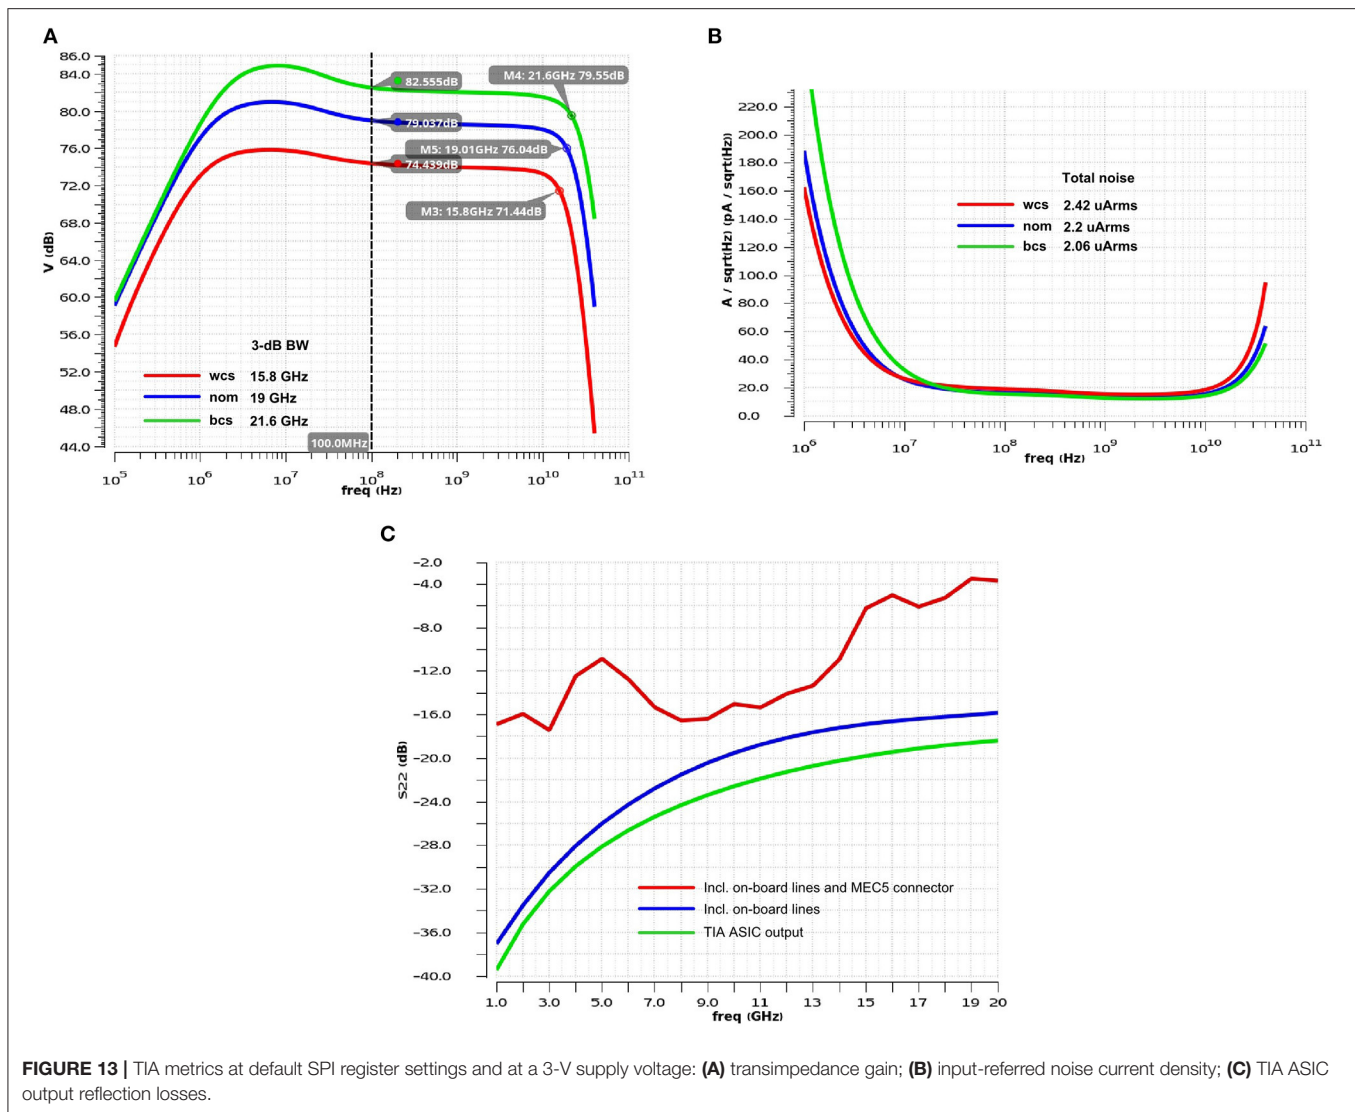 A
86.0
84.0
80.0
76.0
72.0
68.0
64.0
60.0
56.0
52.0
48.0
44.0
V (dB)
82.555dB
M4: 21.6GHz 79.55dB
79.037dB
M5: 19.01GHz 76.04dB
74.439dB
M3: 15.8GHz 71.44dB
3-dB BW
wcs 15.8 GHz
nom 19 GHz
bcs 21.6 GHz
100.0MHz
10^5 10^6 10^7 10^8 10^9 10^10 10^11
freq (Hz)
B
220.0
200.0
180.0
160.0
140.0
120.0
100.0
80.0
60.0
40.0
20.0
0.0
A / sqrt(Hz) (pA / sqrt(Hz)
Total noise
wcs 2.42 uArms
nom 2.2 uArms
bcs 2.06 uArms
10^6 10^7 10^8 10^9 10^10 10^11
freq (Hz)
C
−2.0
−4.0
−8.0
−12.0
−16.0
−20.0
−24.0
−28.0
−32.0
−36.0
−40.0
S22 (dB)
Incl. on-board lines and MEC5 connector
Incl. on-board lines
TIA ASIC output
1.0 3.0 5.0 7.0 9.0 11 13 15 17 19 20
freq (GHz)
FIGURE 13 | TIA metrics at default SPI register settings and at a 3-V supply voltage: (A) transimpedance gain; (B) input-referred noise current density; (C) TIA ASIC
output reflection losses.